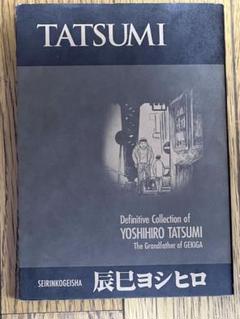 TATSUMI
Definitive Collection of
YOSHIHIRO TATSUMI
The Grandfather of GEKIGA
SEIRINKOGEISHA
辰巳ヨシヒロ